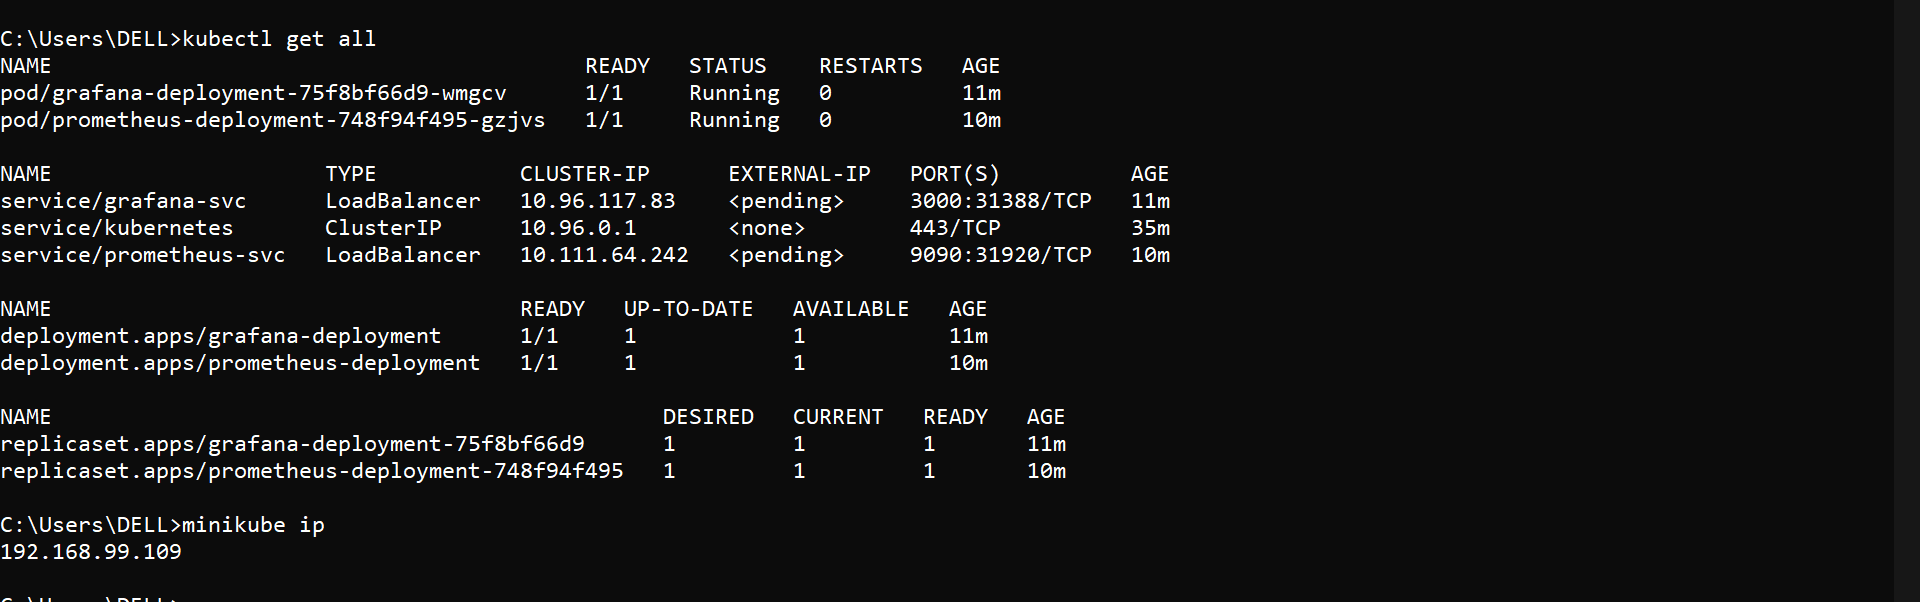 C:\Users\DELL>kubectl get all
NAME                                         READY   STATUS    RESTARTS   AGE
pod/grafana-deployment-75f8bf66d9-wmgcv      1/1     Running   0          11m
pod/prometheus-deployment-748f94f495-gzjvs   1/1     Running   0          10m
NAME                     TYPE           CLUSTER-IP      EXTERNAL-IP   PORT(S)          AGE
service/grafana-svc      LoadBalancer   10.96.117.83    <pending>     3000:31388/TCP   11m
service/kubernetes       ClusterIP      10.96.0.1       <none>        443/TCP          35m
service/prometheus-svc   LoadBalancer   10.111.64.242   <pending>     9090:31920/TCP   10m
NAME                                    READY   UP-TO-DATE   AVAILABLE   AGE
deployment.apps/grafana-deployment      1/1     1            1           11m
deployment.apps/prometheus-deployment   1/1     1            1           10m
NAME                                               DESIRED   CURRENT   READY   AGE
replicaset.apps/grafana-deployment-75f8bf66d9      1         1         1       11m
replicaset.apps/prometheus-deployment-748f94f495   1         1         1       10m
C:\Users\DELL>minikube ip
192.168.99.109
C:\Users\DELL>